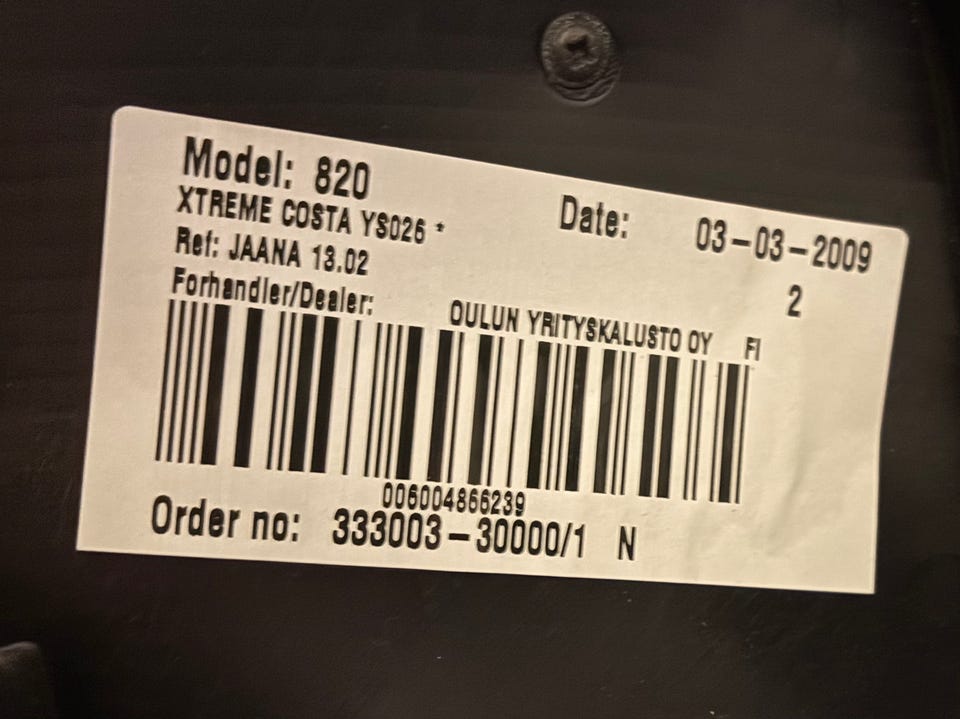 Model: 820
XTREME COSTA YS026 *
Date: 03-03-2009
Ref: JAANA 13.02
2
Forhandler/Dealer: OULUN YRITYSKALUSTO OY FI
006004866239
Order no: 333003-30000/1 N